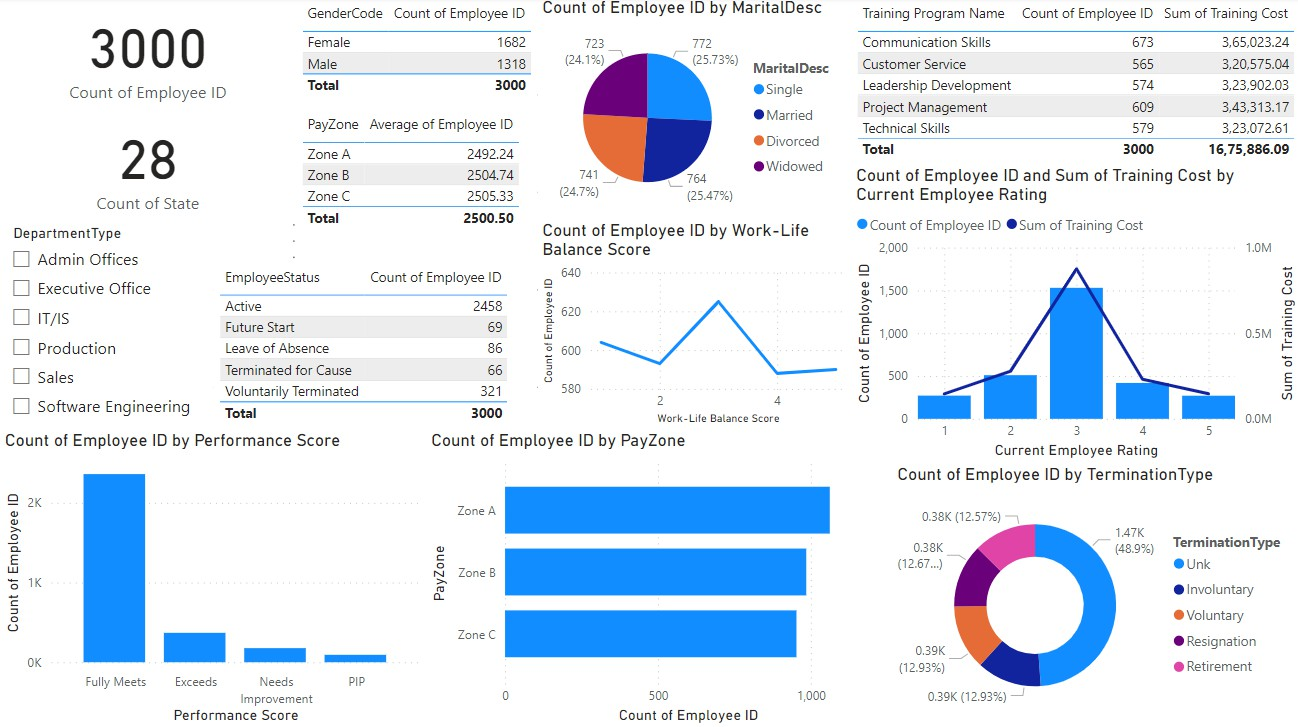 3000
Count of Employee ID
28
Count of State
DepartmentType
Admin Offices
Executive Office
IT/IS
Production
Sales
Software Engineering
GenderCode Count of Employee ID
Female 1682
Male 1318
Total 3000
PayZone Average of Employee ID
Zone A 2492.24
Zone B 2504.74
Zone C 2505.33
Total 2500.50
EmployeeStatus Count of Employee ID
Active 2458
Future Start 69
Leave of Absence 86
Terminated for Cause 66
Voluntarily Terminated 321
Total 3000
Count of Employee ID by MaritalDesc
723
(24.1%)
772
(25.73%)
741
(24.7%)
764
(25.47%)
MaritalDesc
Single
Married
Divorced
Widowed
Count of Employee ID by Work-Life
Balance Score
Count of Employee ID
640
620
600
580
2 4
Work-Life Balance Score
Training Program Name Count of Employee ID Sum of Training Cost
Communication Skills 673 3,65,023.24
Customer Service 565 3,20,575.04
Leadership Development 574 3,23,902.03
Project Management 609 3,43,313.17
Technical Skills 579 3,23,072.61
Total 3000 16,75,886.09
Count of Employee ID and Sum of Training Cost by
Current Employee Rating
Count of Employee ID Sum of Training Cost
Count of Employee ID
2,000
1,500
1,000
500
0
1.0M
0.5M
0.0M
Sum of Training Cost
1 2 3 4 5
Current Employee Rating
Count of Employee ID by Performance Score
Count of Employee ID
2K
1K
0K
Fully Meets Exceeds Needs PIP
Improvement
Performance Score
Count of Employee ID by PayZone
PayZone
Zone A
Zone B
Zone C
0 500 1,000
Count of Employee ID
Count of Employee ID by TerminationType
0.38K (12.57%)
1.47K
(48.9%)
0.38K
(12.67...)
0.39K
(12.93%)
0.39K (12.93%)
TerminationType
Unk
Involuntary
Voluntary
Resignation
Retirement